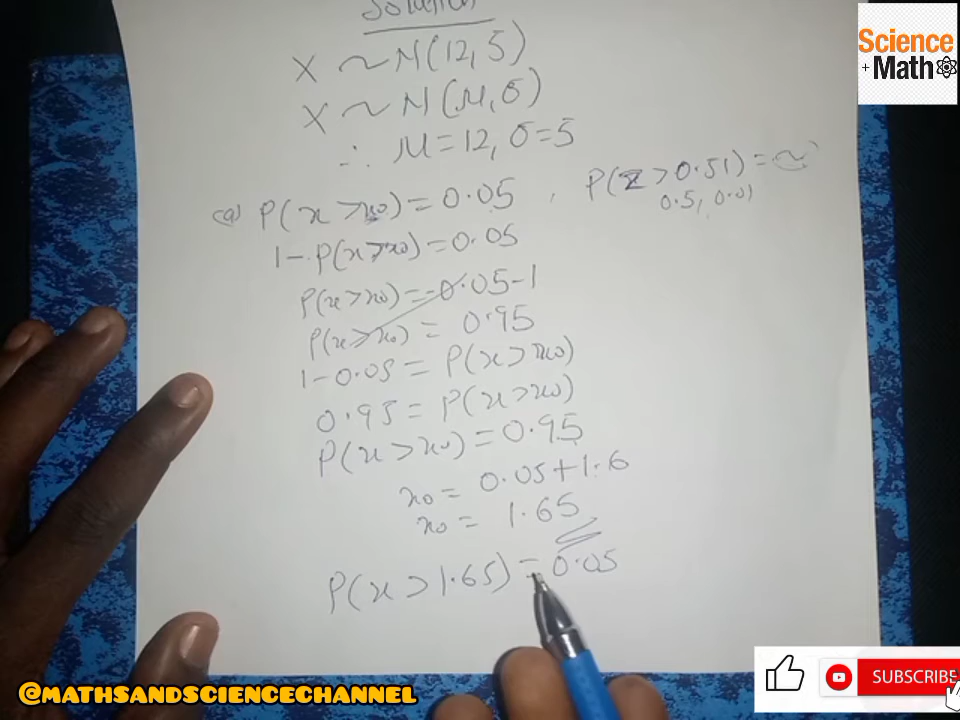 Solution
X ~ N(12, 5)
X ~ N(μ, σ)
∴ μ = 12, σ = 5
(a) P(x > x₀) = 0.05 , P(Z > 0.51) = ~
0.5, 0.01
1 - P(x > x₀) = 0.05
P(x > x₀) = -0.05 - 1
P(x > x₀) = 0.95
1 - 0.05 = P(x > x₀)
0.95 = P(x > x₀)
P(x > x₀) = 0.95
x₀ = 0.05 + 1.6
x₀ = 1.65
P(x > 1.65) = 0.05
Science
+Math
SUBSCRIBE
@MATHSANDSCIENCECHANNEL